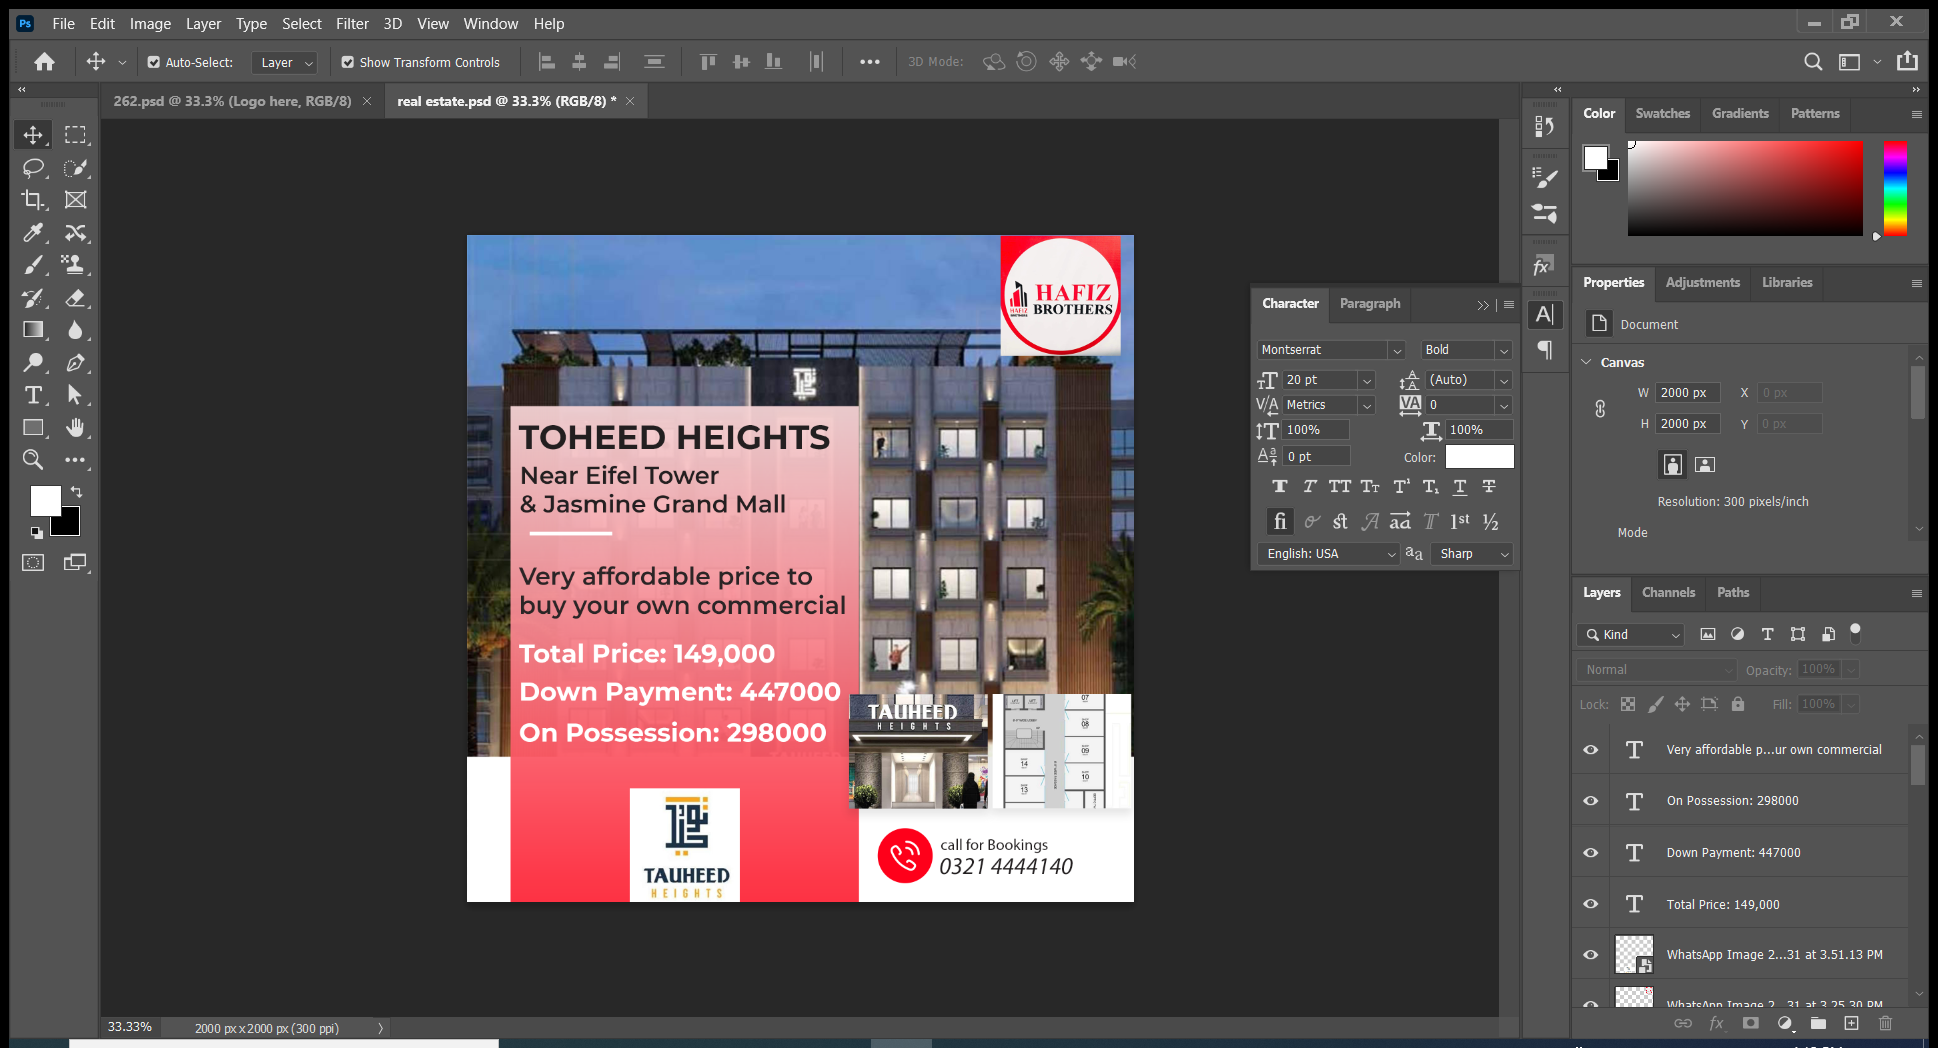 Ps File Edit Image Layer Type Select Filter 3D View Window Help
Auto-Select: Layer Show Transform Controls 3D Mode:
262.psd @ 33.3% (Logo here, RGB/8) × real estate.psd @ 33.3% (RGB/8) * ×
HAFIZ
BROTHERS
HAFIZ
BROTHERS
TOHEED HEIGHTS
Near Eifel Tower
& Jasmine Grand Mall
Very affordable price to
buy your own commercial
Total Price: 149,000
Down Payment: 447000
On Possession: 298000
TAUHEED
HEIGHTS
07
08
09
10
14
13
TAUHEED
HEIGHTS
call for Bookings
0321 4444140
Character Paragraph
Montserrat Bold
20 pt (Auto)
Metrics 0
100% 100%
0 pt Color:
English: USA Sharp
Color Swatches Gradients Patterns
Properties Adjustments Libraries
Document
Canvas
W 2000 px X 0 px
H 2000 px Y 0 px
Resolution: 300 pixels/inch
Mode
Layers Channels Paths
Kind
Normal Opacity: 100%
Lock: Fill: 100%
Very affordable p...ur own commercial
On Possession: 298000
Down Payment: 447000
Total Price: 149,000
WhatsApp Image 2...31 at 3.51.13 PM
WhatsApp Image 2...31 at 3.25.30 PM
33.33% 2000 px x 2000 px (300 ppi)